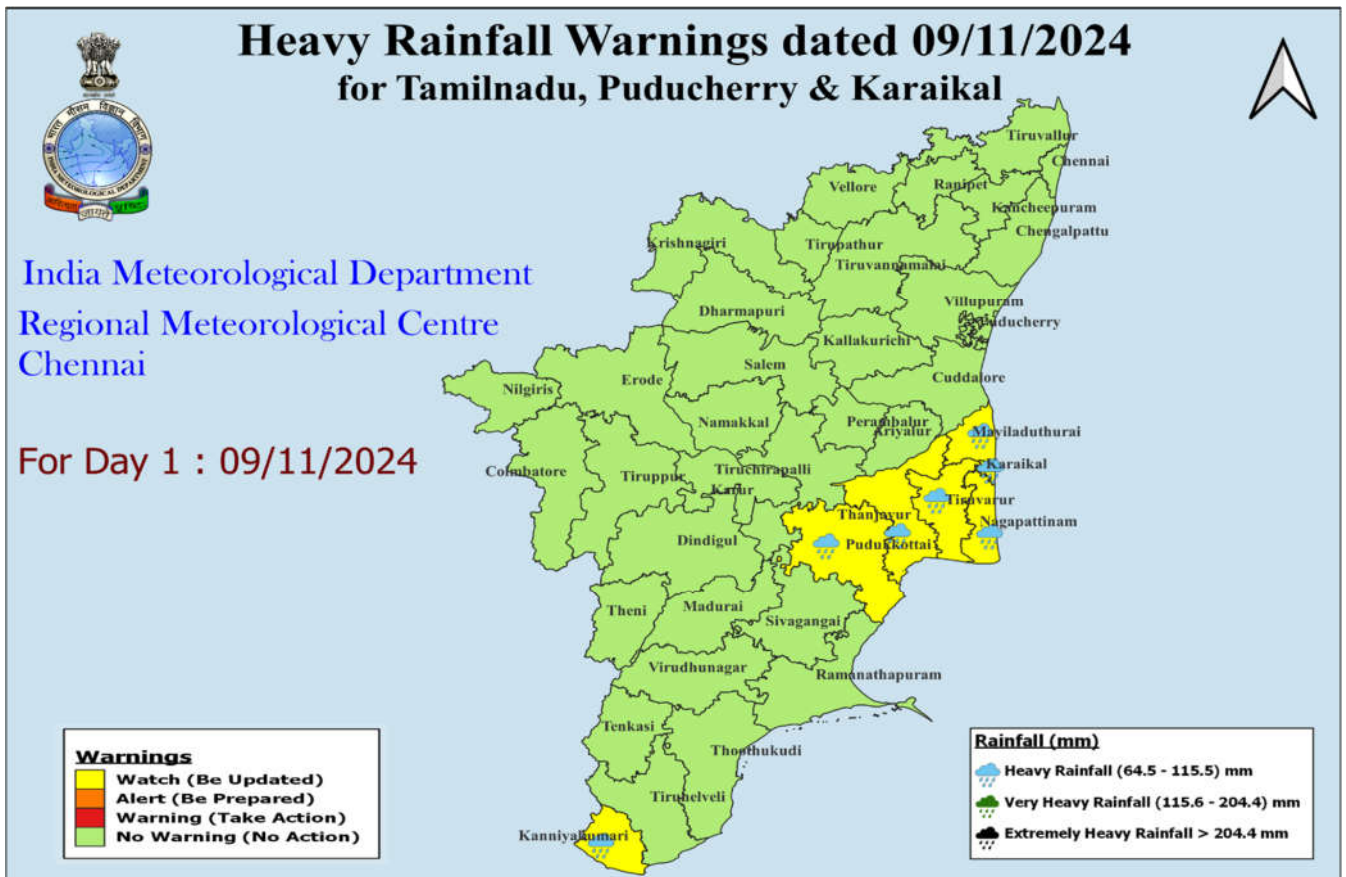 Heavy Rainfall Warnings dated 09/11/2024
for Tamilnadu, Puducherry & Karaikal
INDIA METEOROLOGICAL DEPARTMENT
India Meteorological Department
Regional Meteorological Centre
Chennai
For Day 1 : 09/11/2024
Tiruvallur
Chennai
Vellore
Ranipet
Kancheepuram
Chengalpattu
Krishnagiri
Tirupathur
Tiruvannamalai
Villupuram
Puducherry
Dharmapuri
Kallakurichi
Salem
Cuddalore
Nilgiris
Erode
Namakkal
Perambalur
Ariyalur
Mayiladuthurai
Coimbatore
Tiruppur
Tiruchirapalli
Karur
Karaikal
Tiruvarur
Thanjavur
Nagapattinam
Dindigul
Pudukkottai
Theni
Madurai
Sivagangai
Virudhunagar
Ramanathapuram
Tenkasi
Thoothukudi
Tirunelveli
Kanniyakumari
Warnings
Watch (Be Updated)
Alert (Be Prepared)
Warning (Take Action)
No Warning (No Action)
Rainfall (mm)
Heavy Rainfall (64.5 - 115.5) mm
Very Heavy Rainfall (115.6 - 204.4) mm
Extremely Heavy Rainfall > 204.4 mm